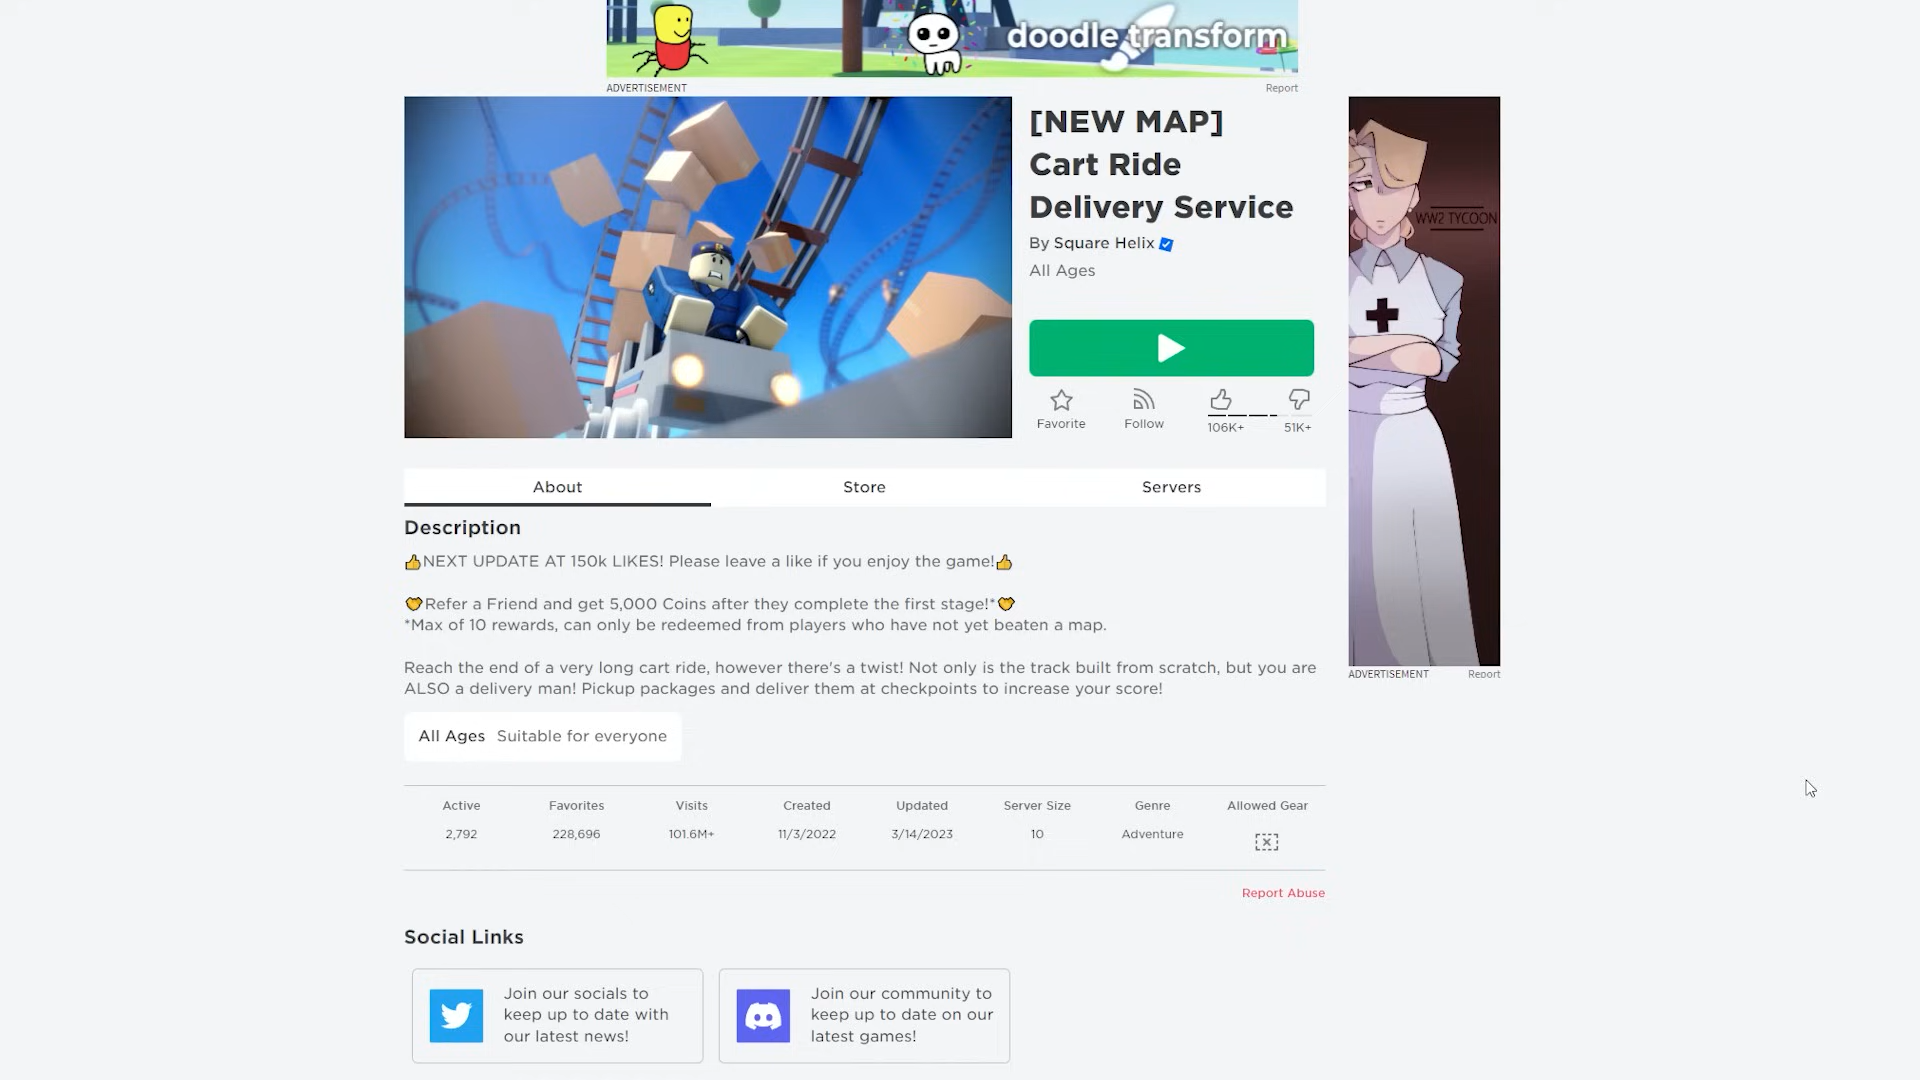 doodle transform
ADVERTISEMENT
Report
[NEW MAP]
Cart Ride
Delivery Service
By Square Helix
All Ages
WW2 TYCOON
Favorite
Follow
106K+
51K+
About
Store
Servers
Description
👍NEXT UPDATE AT 150k LIKES! Please leave a like if you enjoy the game!👍
🤝Refer a Friend and get 5,000 Coins after they complete the first stage!*🤝
*Max of 10 rewards, can only be redeemed from players who have not yet beaten a map.
Reach the end of a very long cart ride, however there's a twist! Not only is the track built from scratch, but you are
ALSO a delivery man! Pickup packages and deliver them at checkpoints to increase your score!
ADVERTISEMENT
Report
All Ages Suitable for everyone
Active
Favorites
Visits
Created
Updated
Server Size
Genre
Allowed Gear
2,792
228,696
101.6M+
11/3/2022
3/14/2023
10
Adventure
Report Abuse
Social Links
Join our socials to
keep up to date with
our latest news!
Join our community to
keep up to date on our
latest games!